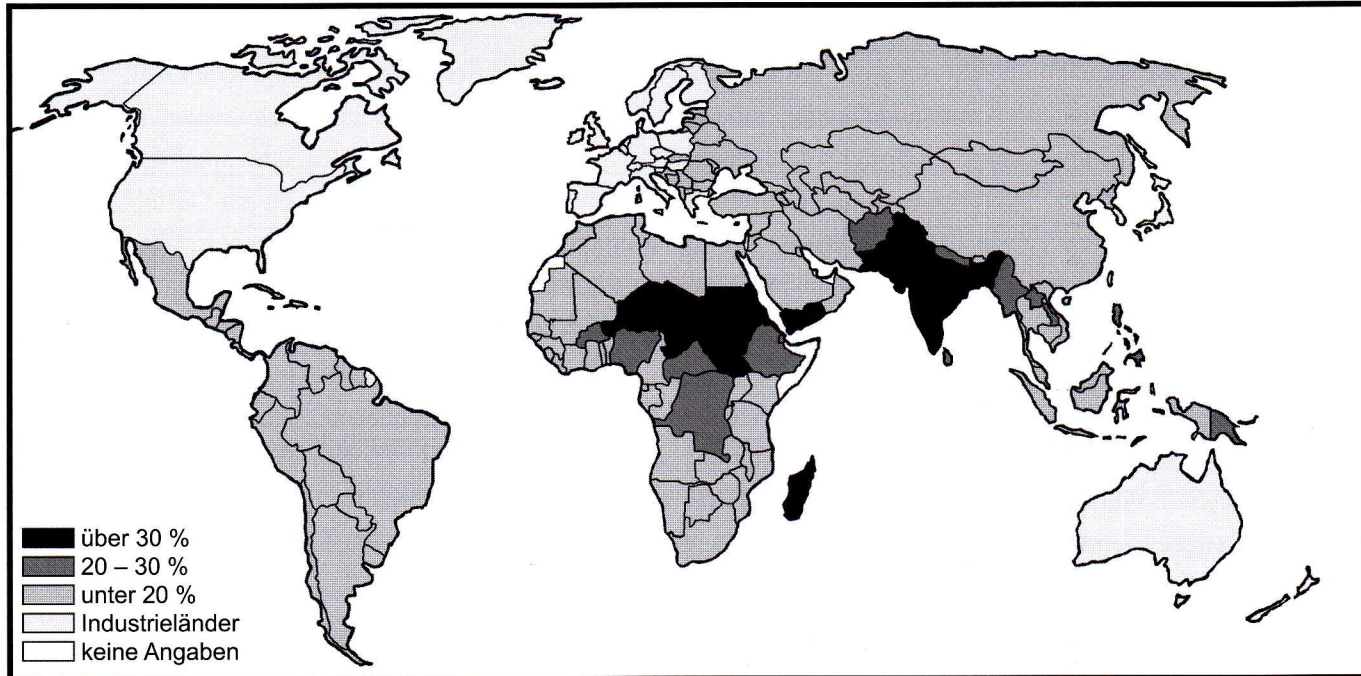 über 30 %
20 – 30 %
unter 20 %
Industrieländer
keine Angaben